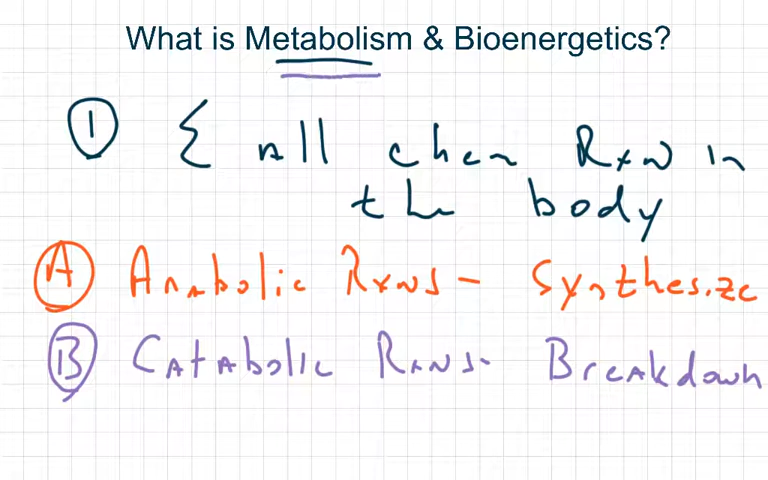 What is Metabolism & Bioenergetics?
① Σ all chem Rxn in
the body
Ⓐ Anabolic Rxns - Synthesize
Ⓑ Catabolic Rxns - Breakdown